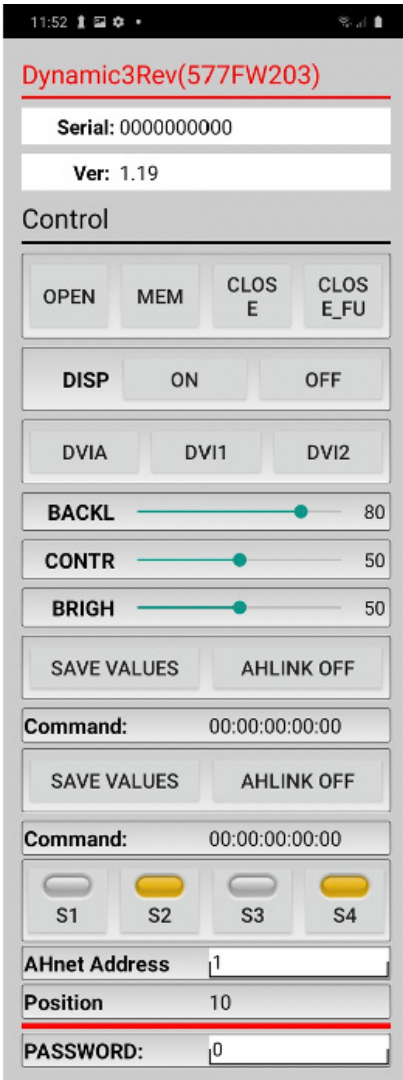 11:52
Dynamic3Rev(577FW203)
Serial: 0000000000
Ver: 1.19
Control
OPEN MEM CLOS E CLOS E_FU
DISP ON OFF
DVIA DVI1 DVI2
BACKL 80
CONTR 50
BRIGH 50
SAVE VALUES AHLINK OFF
Command: 00:00:00:00:00
SAVE VALUES AHLINK OFF
Command: 00:00:00:00:00
S1 S2 S3 S4
AHnet Address 1
Position 10
PASSWORD: 0